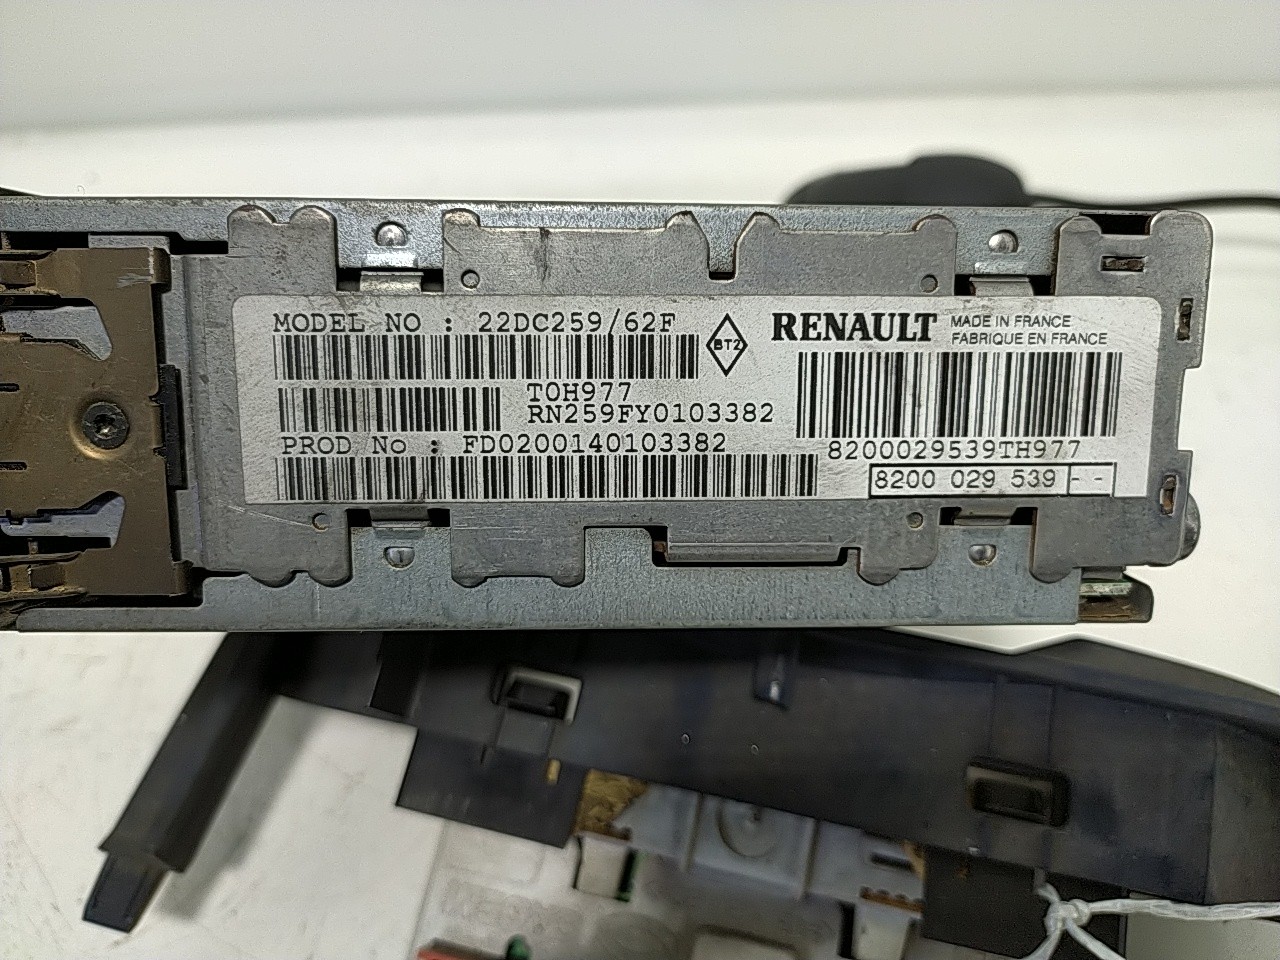 MODEL NO : 22DC259/62F
BT2
RENAULT
MADE IN FRANCE
FABRIQUE EN FRANCE
T0H977
RN259FY0103382
PROD No : FD0200140103382
8200029539TH977
8200 029 539 - -